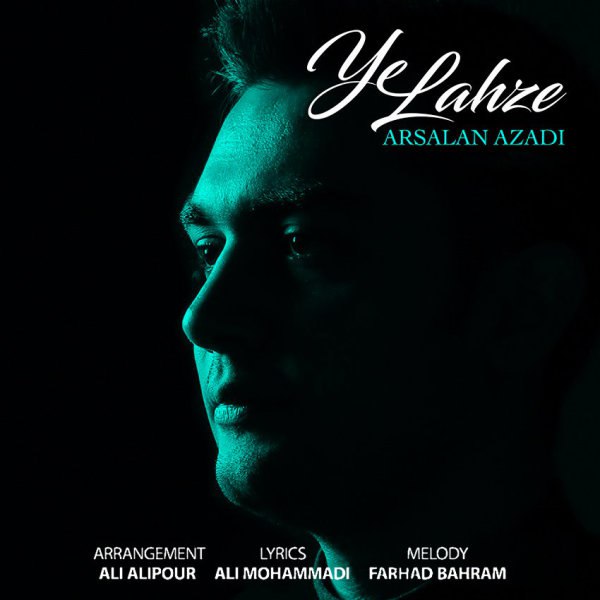 Ye Lahze
ARSALAN AZADI
ARRANGEMENT LYRICS MELODY
ALI ALIPOUR ALI MOHAMMADI FARHAD BAHRAM